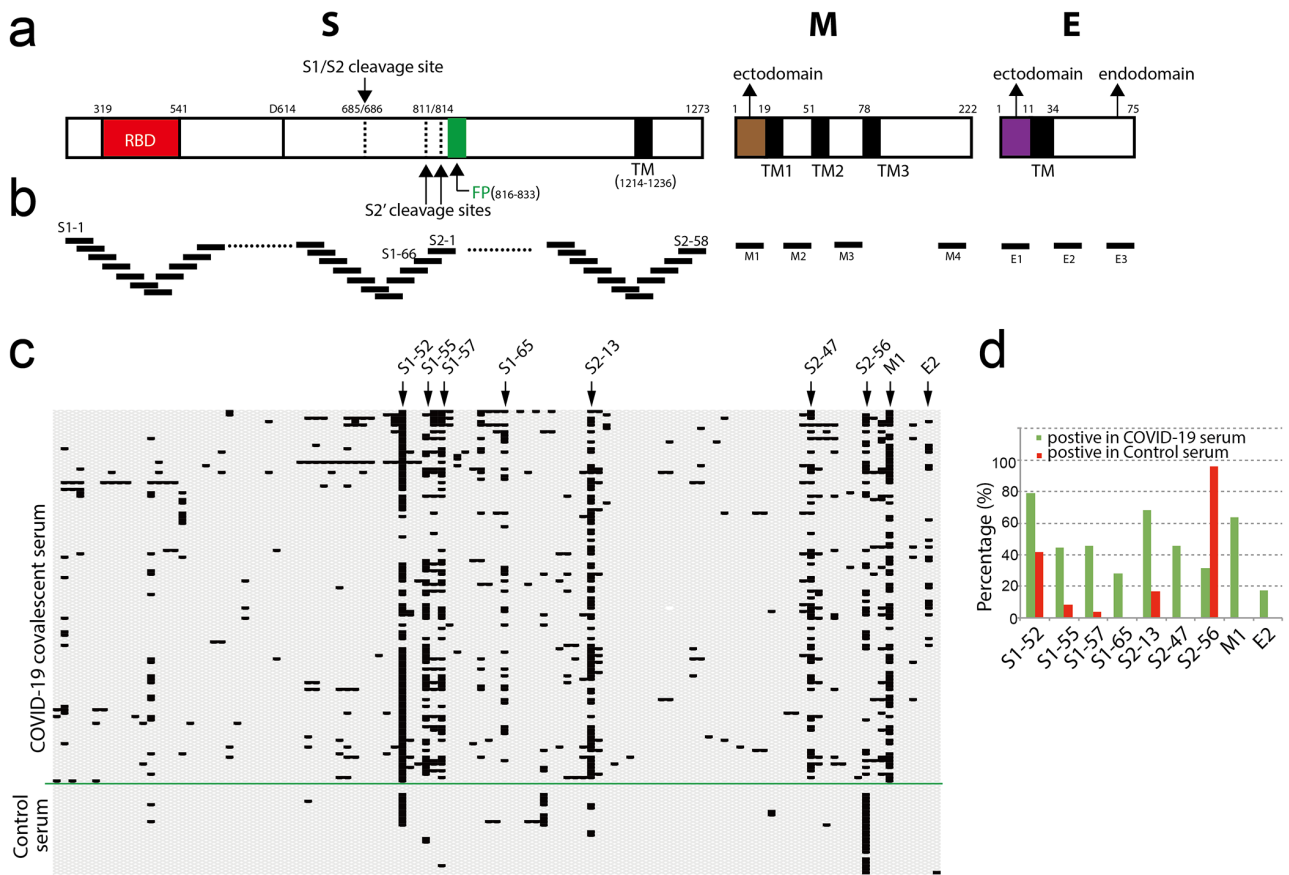 a
S
M
E
S1/S2 cleavage site
ectodomain
ectodomain
endodomain
319
541
D614
685/686
811/814
1273
1
19
51
78
222
1
11
34
75
RBD
TM
(1214-1236)
TM1
TM2
TM3
TM
FP(816-833)
S2' cleavage sites
b
S1-1
S1-66
S2-1
S2-58
M1
M2
M3
M4
E1
E2
E3
c
S1-52
S1-55
S1-57
S1-65
S2-13
S2-47
S2-56
M1
E2
COVID-19 covalescent serum
Control
serum
d
postive in COVID-19 serum
postive in Control serum
Percentage (%)
100
80
60
40
20
0
S1-52
S1-55
S1-57
S1-65
S2-13
S2-47
S2-56
M1
E2